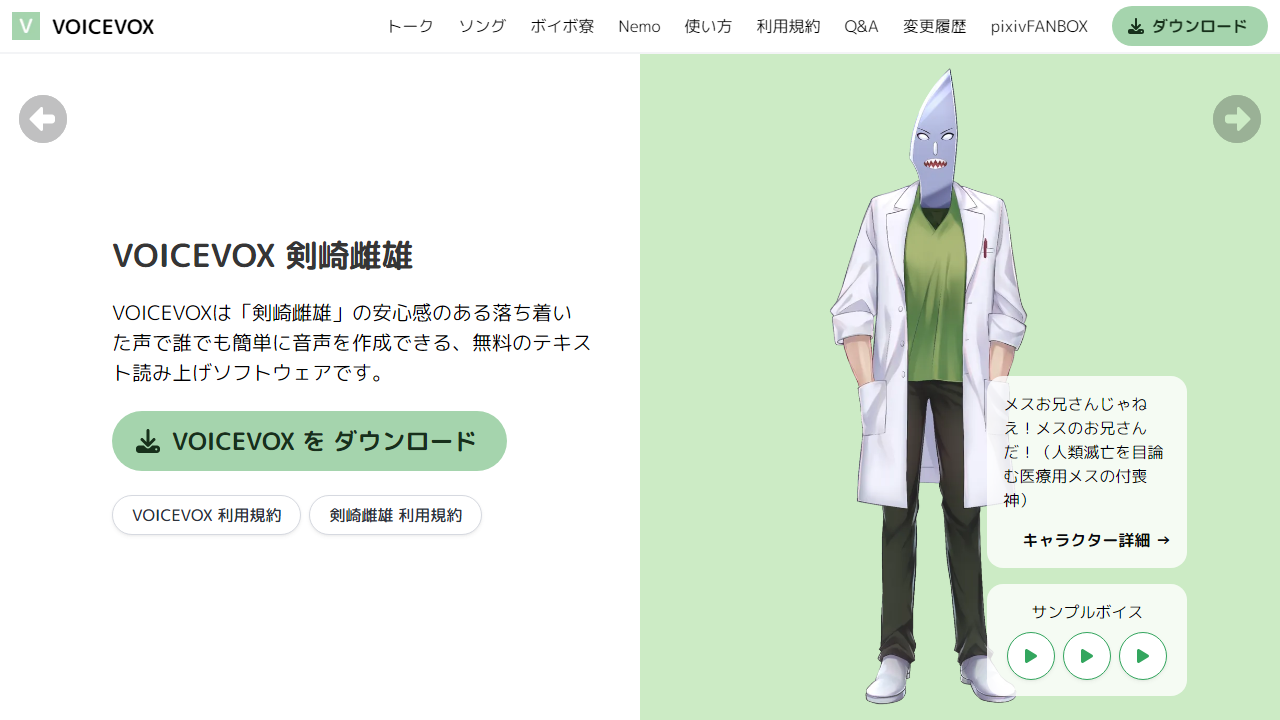 V VOICEVOX トーク ソング ボイボ寮 Nemo 使い方 利用規約 Q&A 変更履歴 pixivFANBOX ダウンロード
VOICEVOX 剣崎雌雄
VOICEVOXは「剣崎雌雄」の安心感のある落ち着い
た声で誰でも簡単に音声を作成できる、無料のテキス
ト読み上げソフトウェアです。
VOICEVOX を ダウンロード
VOICEVOX 利用規約 剣崎雌雄 利用規約
メスお兄さんじゃね
え！メスのお兄さん
だ！（人類滅亡を目論
む医療用メスの付喪
神）
キャラクター詳細 →
サンプルボイス